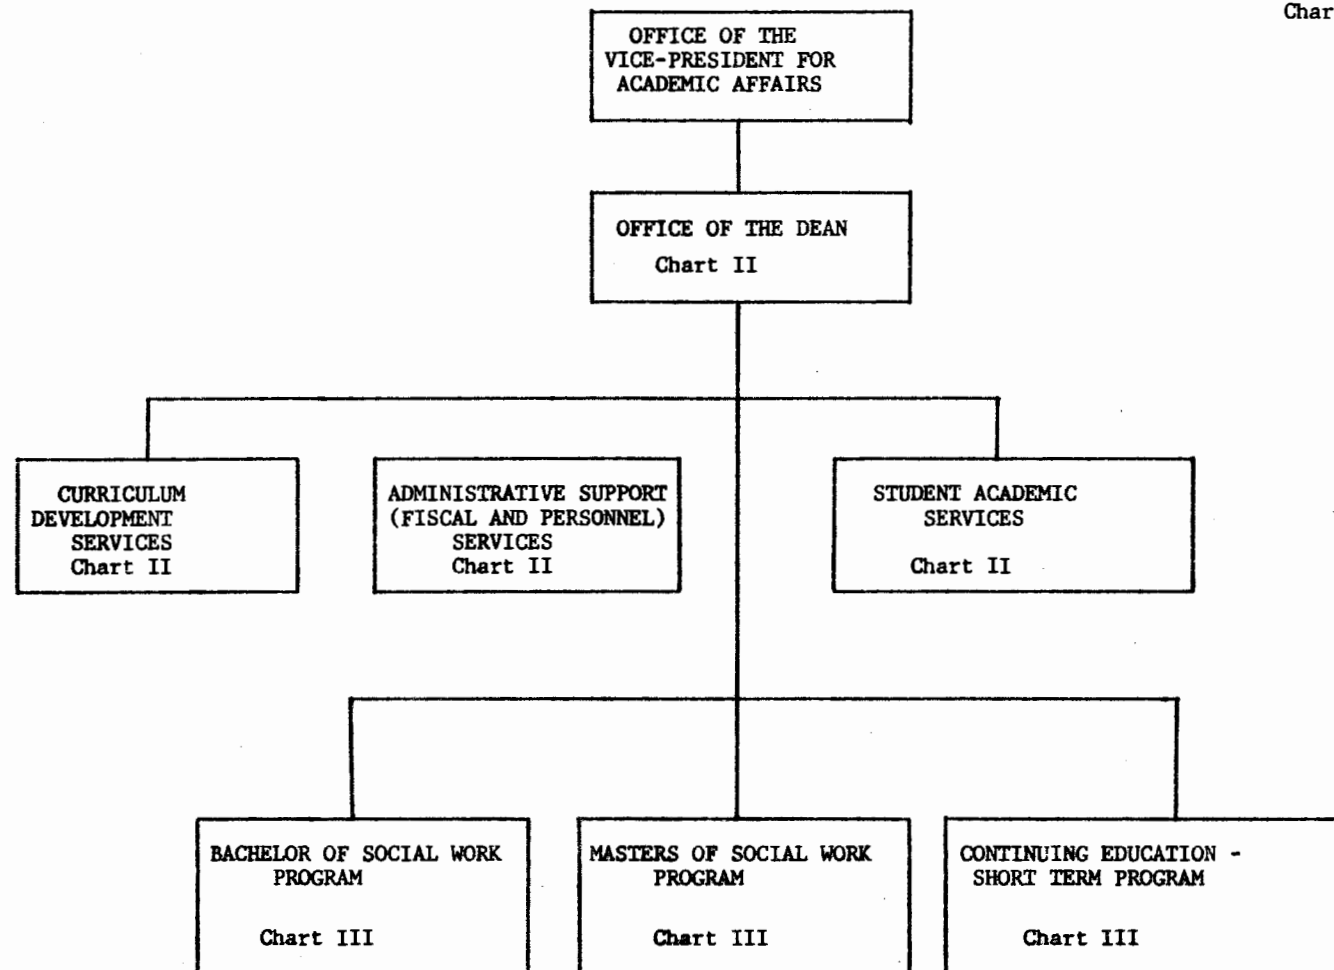 Char
OFFICE OF THE
VICE-PRESIDENT FOR
ACADEMIC AFFAIRS
OFFICE OF THE DEAN
Chart II
CURRICULUM
DEVELOPMENT
SERVICES
Chart II
ADMINISTRATIVE SUPPORT
(FISCAL AND PERSONNEL)
SERVICES
Chart II
STUDENT ACADEMIC
SERVICES
Chart II
BACHELOR OF SOCIAL WORK
PROGRAM
Chart III
MASTERS OF SOCIAL WORK
PROGRAM
Chart III
CONTINUING EDUCATION -
SHORT TERM PROGRAM
Chart III